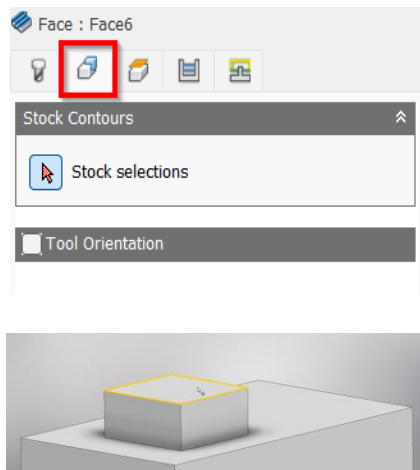 Face : Face6
Stock Contours
Stock selections
Tool Orientation